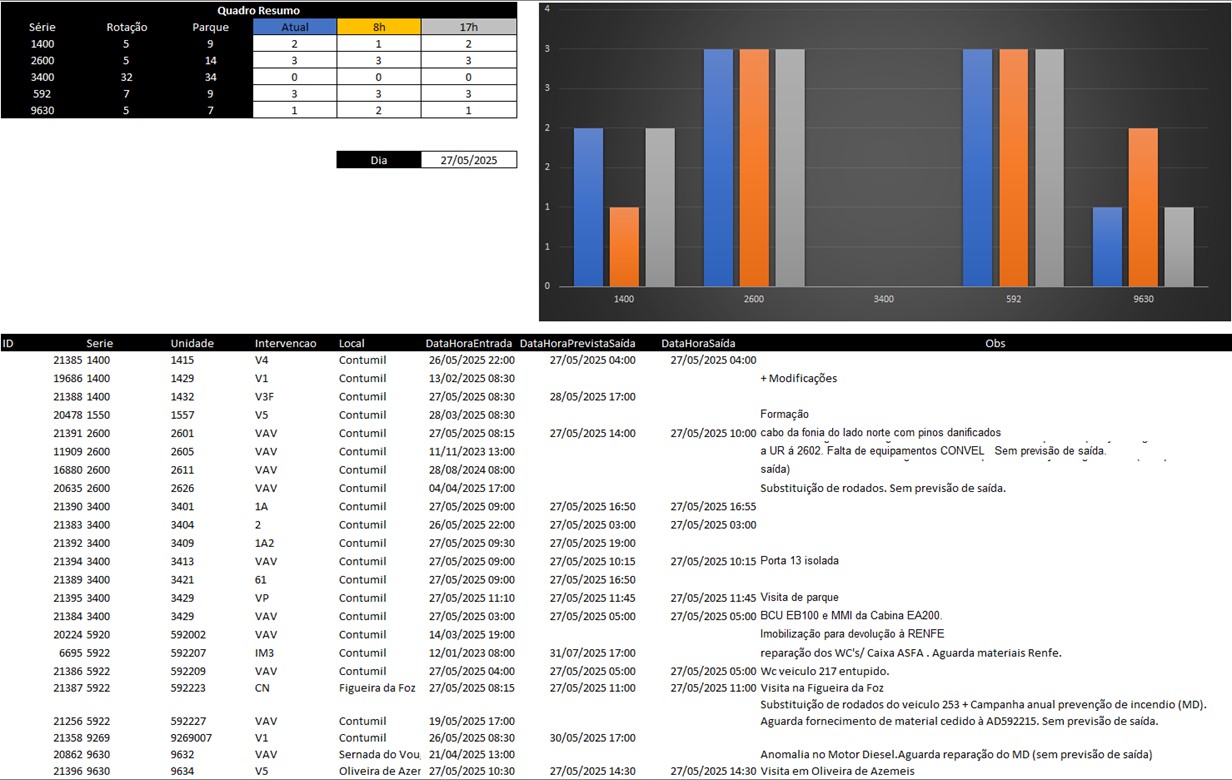 Quadro Resumo
Série Rotação Parque Atual 8h 17h
1400 5 9 2 1 2
2600 5 14 3 3 3
3400 32 34 0 0 0
592 7 9 3 3 3
9630 5 7 1 2 1
Dia 27/05/2025
4
3
3
2
2
1
1
0
1400 2600 3400 592 9630
ID Serie Unidade Intervencao Local DataHoraEntrada DataHoraPrevistaSaída DataHoraSaída Obs
21385 1400 1415 V4 Contumil 26/05/2025 22:00 27/05/2025 04:00 27/05/2025 04:00
19686 1400 1429 V1 Contumil 13/02/2025 08:30 + Modificações
21388 1400 1432 V3F Contumil 27/05/2025 08:30 28/05/2025 17:00
20478 1550 1557 V5 Contumil 28/03/2025 08:30 Formação
21391 2600 2601 VAV Contumil 27/05/2025 08:15 27/05/2025 14:00 27/05/2025 10:00 cabo da fonia do lado norte com pinos danificados
11909 2600 2605 VAV Contumil 11/11/2023 13:00 a UR á 2602. Falta de equipamentos CONVEL Sem previsão de saída.
16880 2600 2611 VAV Contumil 28/08/2024 08:00 saída)
20635 2600 2626 VAV Contumil 04/04/2025 17:00 Substituição de rodados. Sem previsão de saída.
21390 3400 3401 1A Contumil 27/05/2025 09:00 27/05/2025 16:50 27/05/2025 16:55
21383 3400 3404 2 Contumil 26/05/2025 22:00 27/05/2025 03:00 27/05/2025 03:00
21392 3400 3409 1A2 Contumil 27/05/2025 09:30 27/05/2025 19:00
21394 3400 3413 VAV Contumil 27/05/2025 09:00 27/05/2025 10:15 27/05/2025 10:15 Porta 13 isolada
21389 3400 3421 61 Contumil 27/05/2025 09:00 27/05/2025 16:50
21395 3400 3429 VP Contumil 27/05/2025 11:10 27/05/2025 11:45 27/05/2025 11:45 Visita de parque
21384 3400 3429 VAV Contumil 27/05/2025 03:00 27/05/2025 05:00 27/05/2025 05:00 BCU EB100 e MMI da Cabina EA200.
20224 5920 592002 VAV Contumil 14/03/2025 19:00 Imobilização para devolução à RENFE
6695 5922 592207 IM3 Contumil 12/01/2023 08:00 31/07/2025 17:00 reparação dos WC's/ Caixa ASFA . Aguarda materiais Renfe.
21386 5922 592209 VAV Contumil 27/05/2025 04:00 27/05/2025 05:00 27/05/2025 05:00 Wc veiculo 217 entupido.
21387 5922 592223 CN Figueira da Foz 27/05/2025 08:15 27/05/2025 11:00 27/05/2025 11:00 Visita na Figueira da Foz
Substituição de rodados do veiculo 253 + Campanha anual prevenção de incendio (MD).
21256 5922 592227 VAV Contumil 19/05/2025 17:00 Aguarda fornecimento de material cedido à AD592215. Sem previsão de saída.
21358 9269 9269007 V1 Contumil 26/05/2025 08:30 30/05/2025 17:00
20862 9630 9632 VAV Sernada do Vou 21/04/2025 13:00 Anomalia no Motor Diesel.Aguarda reparação do MD (sem previsão de saída)
21396 9630 9634 V5 Oliveira de Azer 27/05/2025 10:30 27/05/2025 14:30 27/05/2025 14:30 Visita em Oliveira de Azemeis